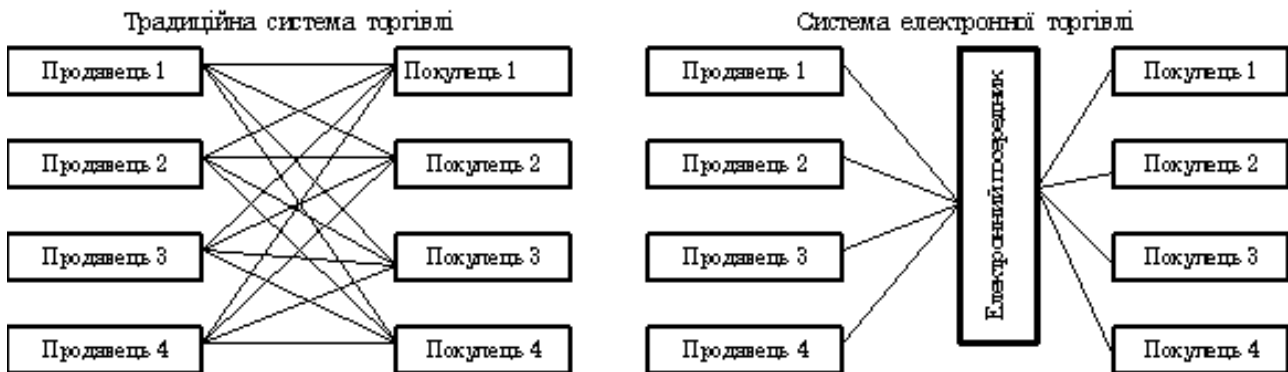 Традиційна система торгівлі
Продавець 1
Покупець 1
Продавець 2
Покупець 2
Продавець 3
Покупець 3
Продавець 4
Покупець 4
Система електронної торгівлі
Продавець 1
Покупець 1
Продавець 2
Покупець 2
Продавець 3
Покупець 3
Продавець 4
Покупець 4
Електронний посередник